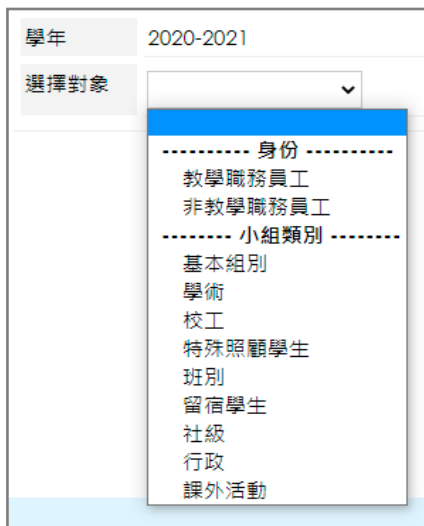 學年 2020-2021
選擇對象
---------- 身份 ----------
教學職務員工
非教學職務員工
-------- 小組類別 --------
基本組別
學術
校工
特殊照顧學生
班別
留宿學生
社級
行政
課外活動